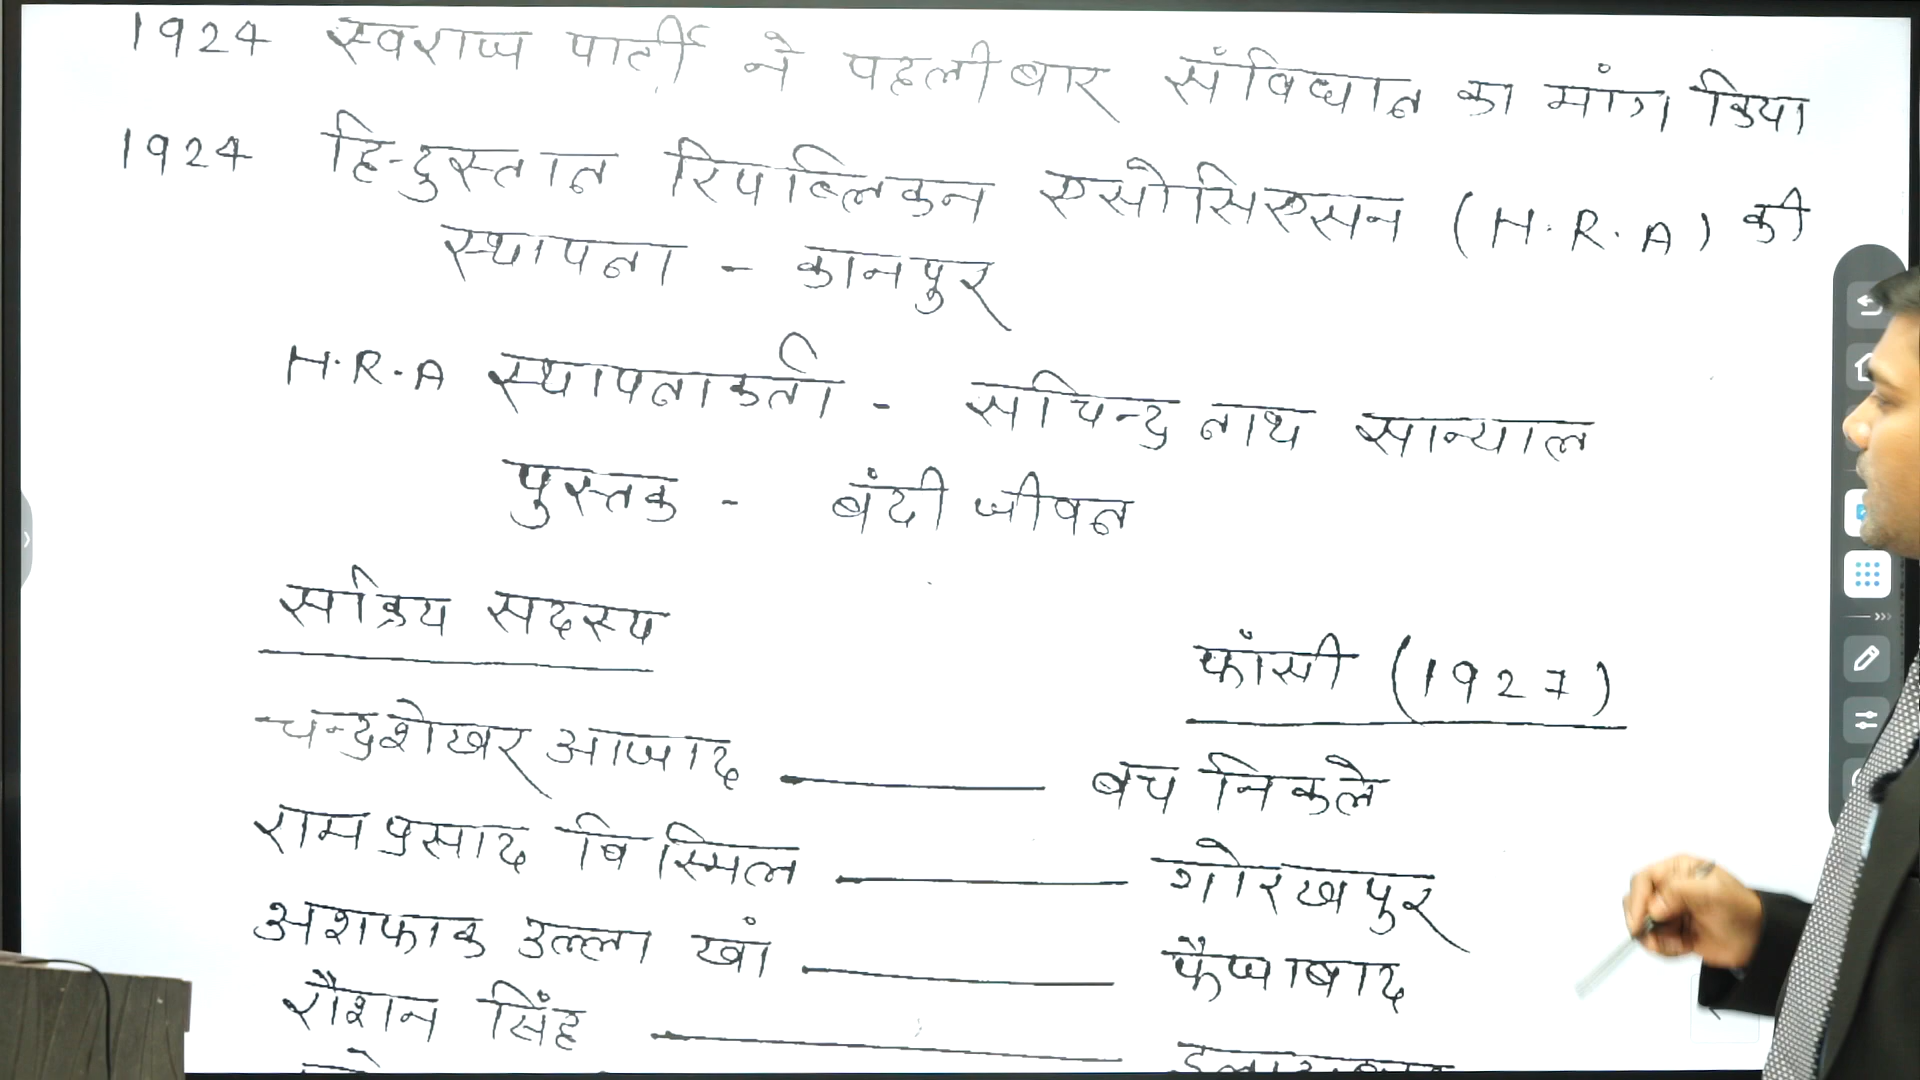 1924 स्वराज पार्टी ने पहली बार संविधान का मांग किया
1924 हिन्दुस्तान रिपब्लिकन एसोसिएसन (H.R.A) की
स्थापना - कानपुर
H.R.A स्थापनाकर्ता - सचिन्द्र नाथ सान्याल
पुस्तक - बंदी जीवन
सक्रिय सदस्य
फाँसी (1927)
चन्द्रशेखर आजाद —— बच निकले
रामप्रसाद बिस्मिल —— गोरखपुर
अशफाक उल्ला खां —— फैजाबाद
रौशन सिंह ——